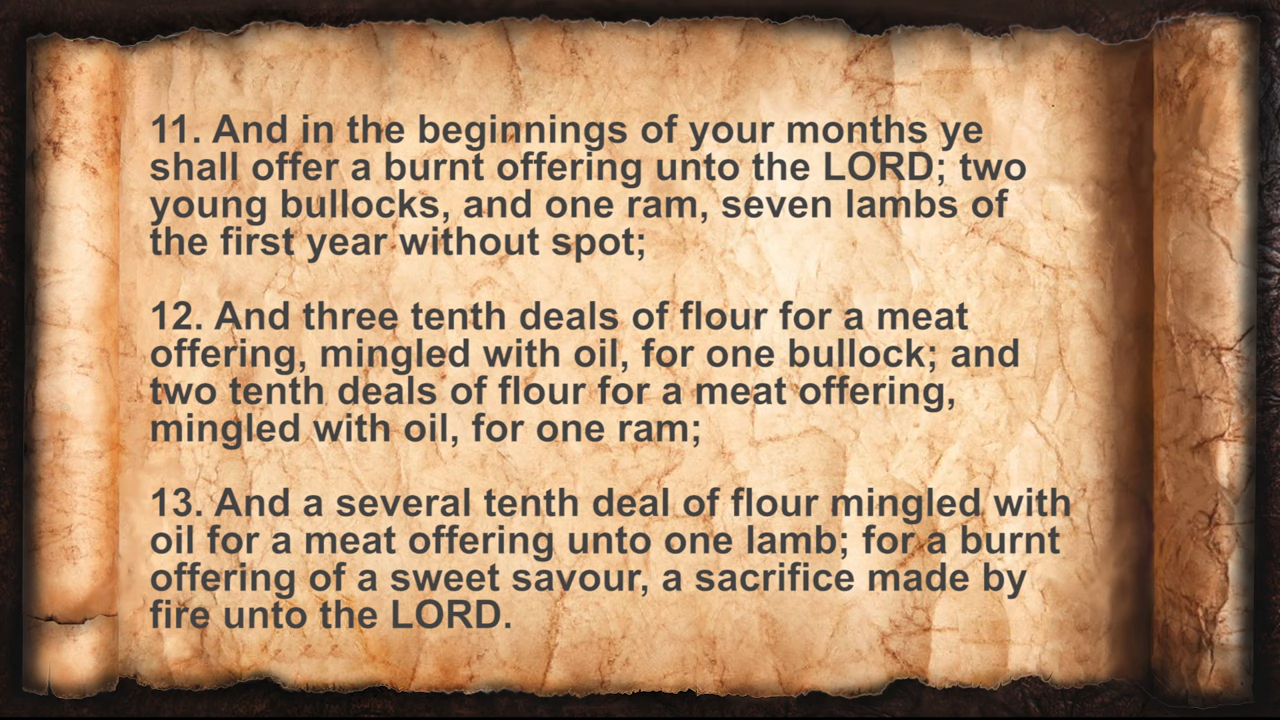 11. And in the beginnings of your months ye
shall offer a burnt offering unto the LORD; two
young bullocks, and one ram, seven lambs of
the first year without spot;
12. And three tenth deals of flour for a meat
offering, mingled with oil, for one bullock; and
two tenth deals of flour for a meat offering,
mingled with oil, for one ram;
13. And a several tenth deal of flour mingled with
oil for a meat offering unto one lamb; for a burnt
offering of a sweet savour, a sacrifice made by
fire unto the LORD.